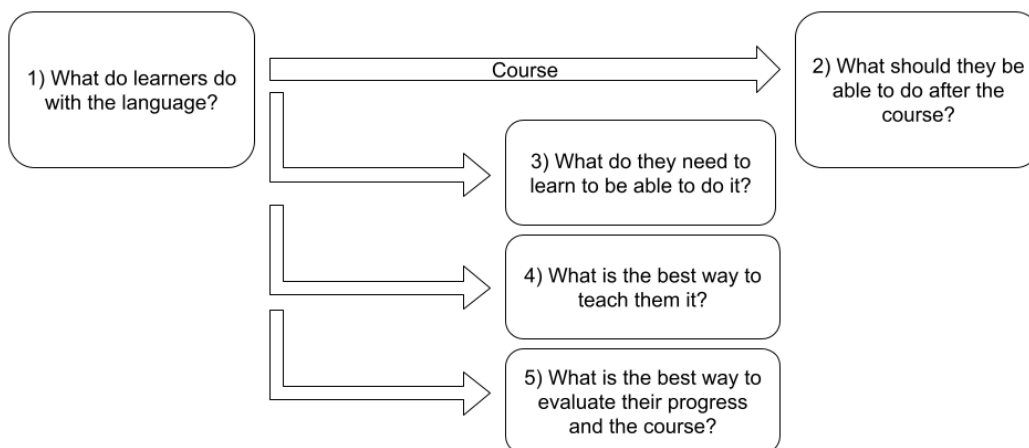 1) What do learners do
with the language?
Course
2) What should they be
able to do after the
course?
3) What do they need to
learn to be able to do it?
4) What is the best way to
teach them it?
5) What is the best way to
evaluate their progress
and the course?